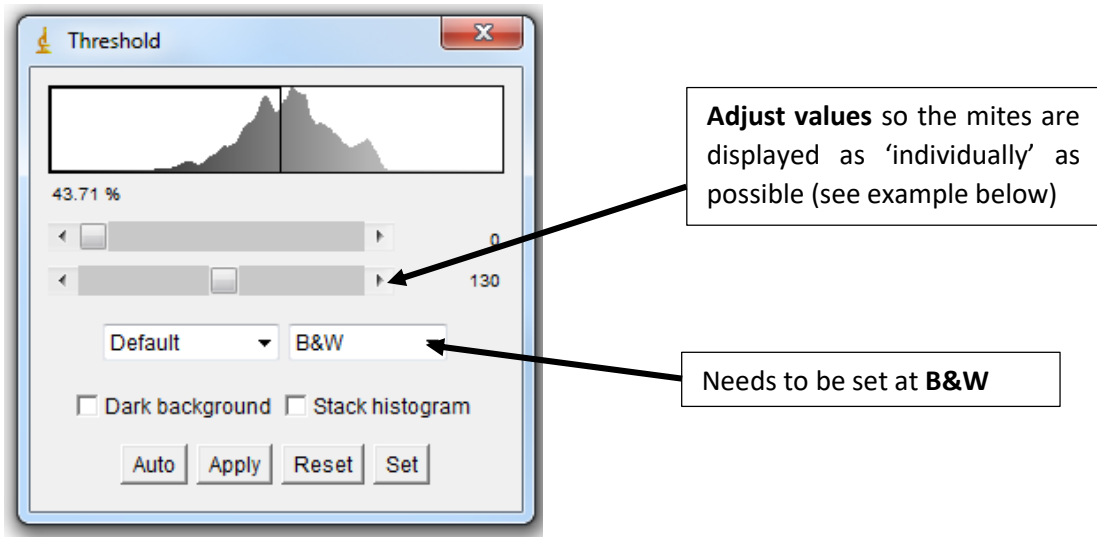 Threshold
43.71 %
0
130
Default B&W
Dark background Stack histogram
Auto Apply Reset Set
Adjust values so the mites are
displayed as ‘individually’ as
possible (see example below)
Needs to be set at B&W